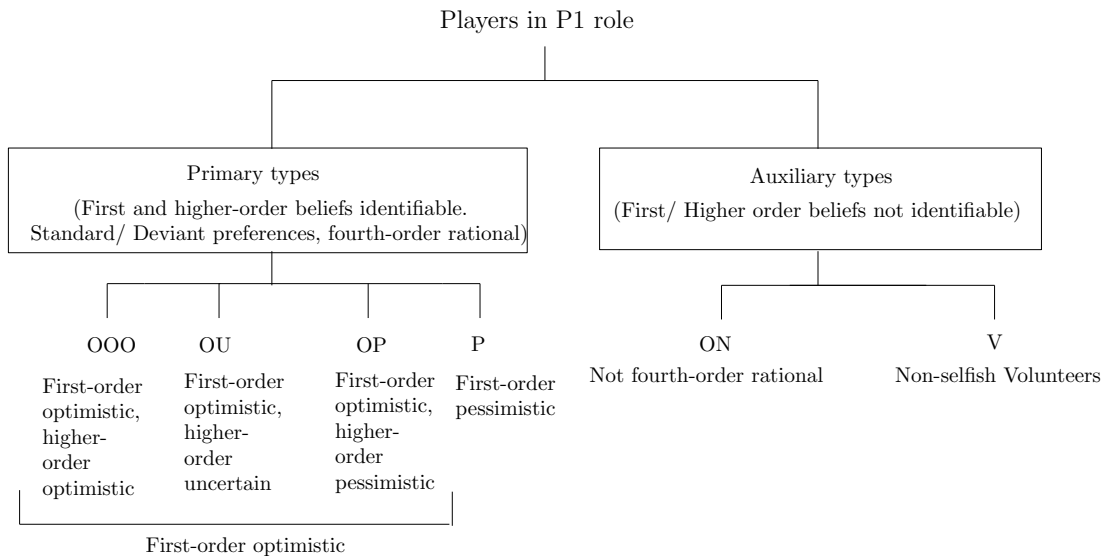 Players in P1 role
Primary types
(First and higher-order beliefs identifiable.
Standard/ Deviant preferences, fourth-order rational)
Auxiliary types
(First/ Higher order beliefs not identifiable)
OOO
First-order
optimistic,
higher-
order
optimistic
OU
First-order
optimistic,
higher-
order
uncertain
OP
First-order
optimistic,
higher-
order
pessimistic
P
First-order
pessimistic
ON
Not fourth-order rational
V
Non-selfish Volunteers
First-order optimistic